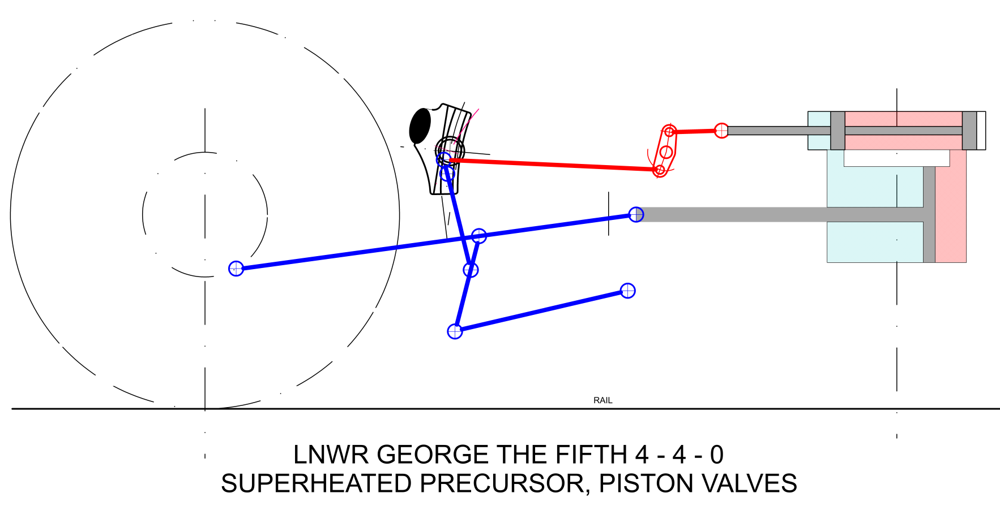 RAIL
LNWR GEORGE THE FIFTH 4 - 4 - 0
SUPERHEATED PRECURSOR, PISTON VALVES